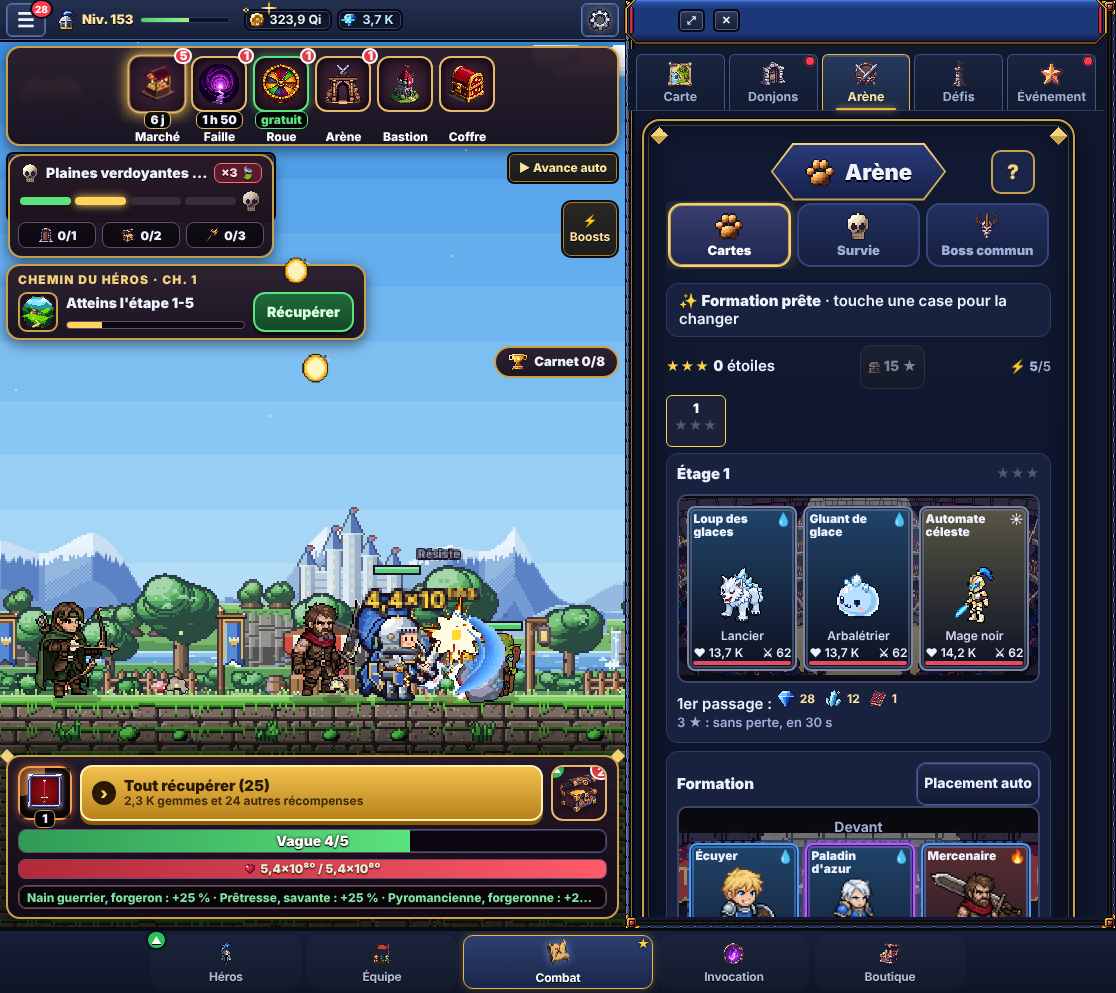 28
Niv. 153
323,9 Qi
3,7 K
5
1
1
1
6 j
1 h 50
gratuit
Marché
Faille
Roue
Arène
Bastion
Coffre
Plaines verdoyantes ...
×3
0/1
0/2
0/3
Avance auto
Boosts
CHEMIN DU HÉROS · CH. 1
Atteins l'étape 1-5
Récupérer
Carnet 0/8
Résiste
1
Tout récupérer (25)
2,3 K gemmes et 24 autres récompenses
Vague 4/5
5,4×10⁸⁰ / 5,4×10⁸⁰
Nain guerrier, forgeron : +25 % · Prêtresse, savante : +25 % · Pyromancienne, forgeronne : +2...
Carte
Donjons
Arène
Défis
Événement
Arène
?
Cartes
Survie
Boss commun
Formation prête · touche une case pour la
changer
0 étoiles
15
5/5
1
Étage 1
Loup des
glaces
Lancier
13,7 K
62
Gluant de
glace
Arbalétrier
13,7 K
62
Automate
céleste
Mage noir
14,2 K
62
1er passage :
28
12
1
3 ★ : sans perte, en 30 s
Formation
Placement auto
Devant
Écuyer
Paladin
d'azur
Mercenaire
Héros
Équipe
Combat
Invocation
Boutique